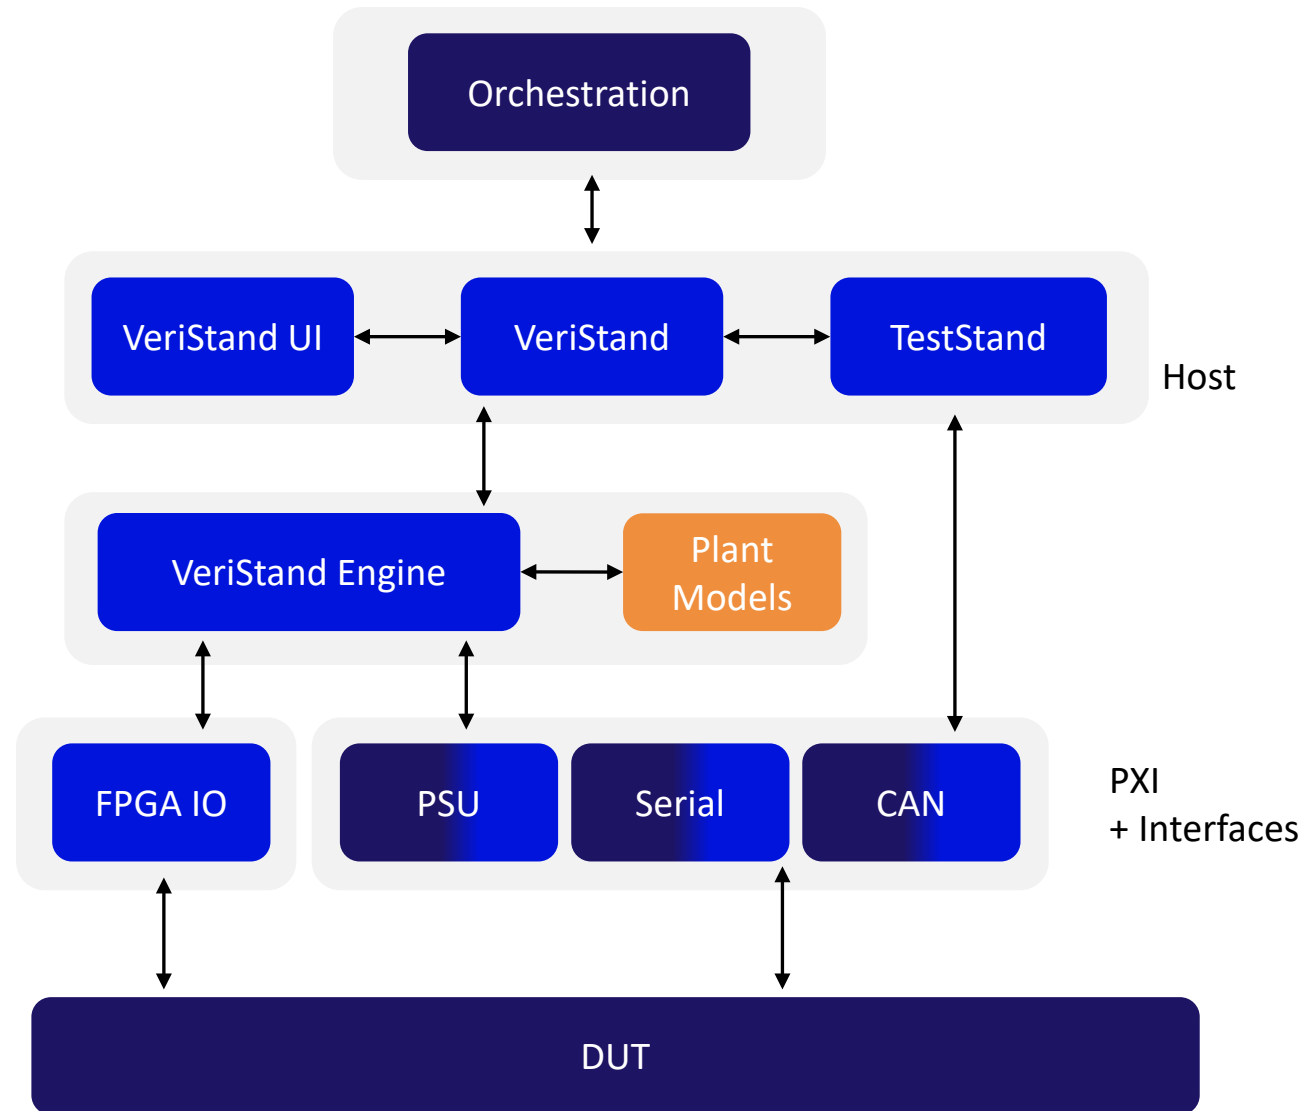 Orchestration
VeriStand UI
VeriStand
TestStand
Host
VeriStand Engine
Plant
Models
FPGA IO
PSU
Serial
CAN
PXI
+ Interfaces
DUT